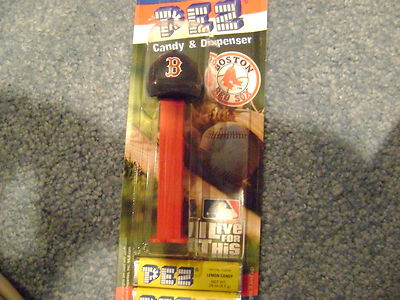 PEZ
Candy & Dispenser
B
BOSTON
RED SOX
I
live
FOR
THIS
PEZ
LEMON CANDY
PEZ